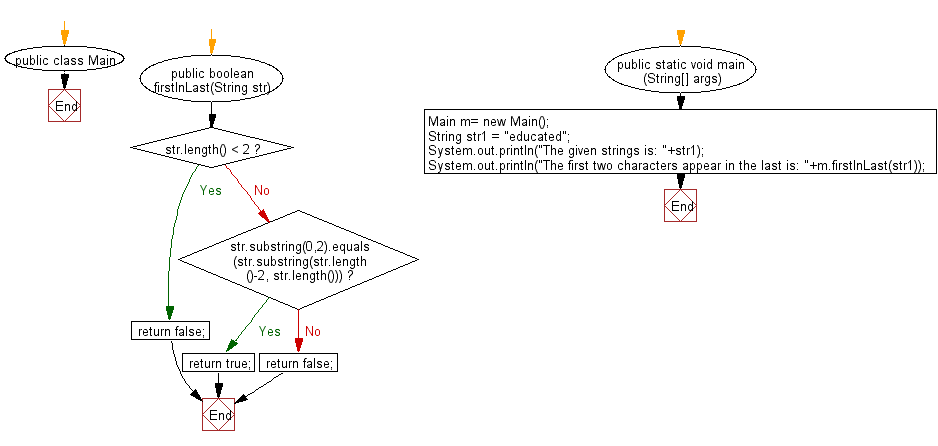 public class Main
End
public boolean
firstInLast(String str)
str.length() < 2 ?
Yes
No
str.substring(0,2).equals
(str.substring(str.length
()-2, str.length())) ?
Yes
No
return false;
return true;
return false;
End
public static void main
(String[] args)
Main m= new Main();
String str1 = "educated";
System.out.println("The given strings is: "+str1);
System.out.println("The first two characters appear in the last is: "+m.firstInLast(str1));
End